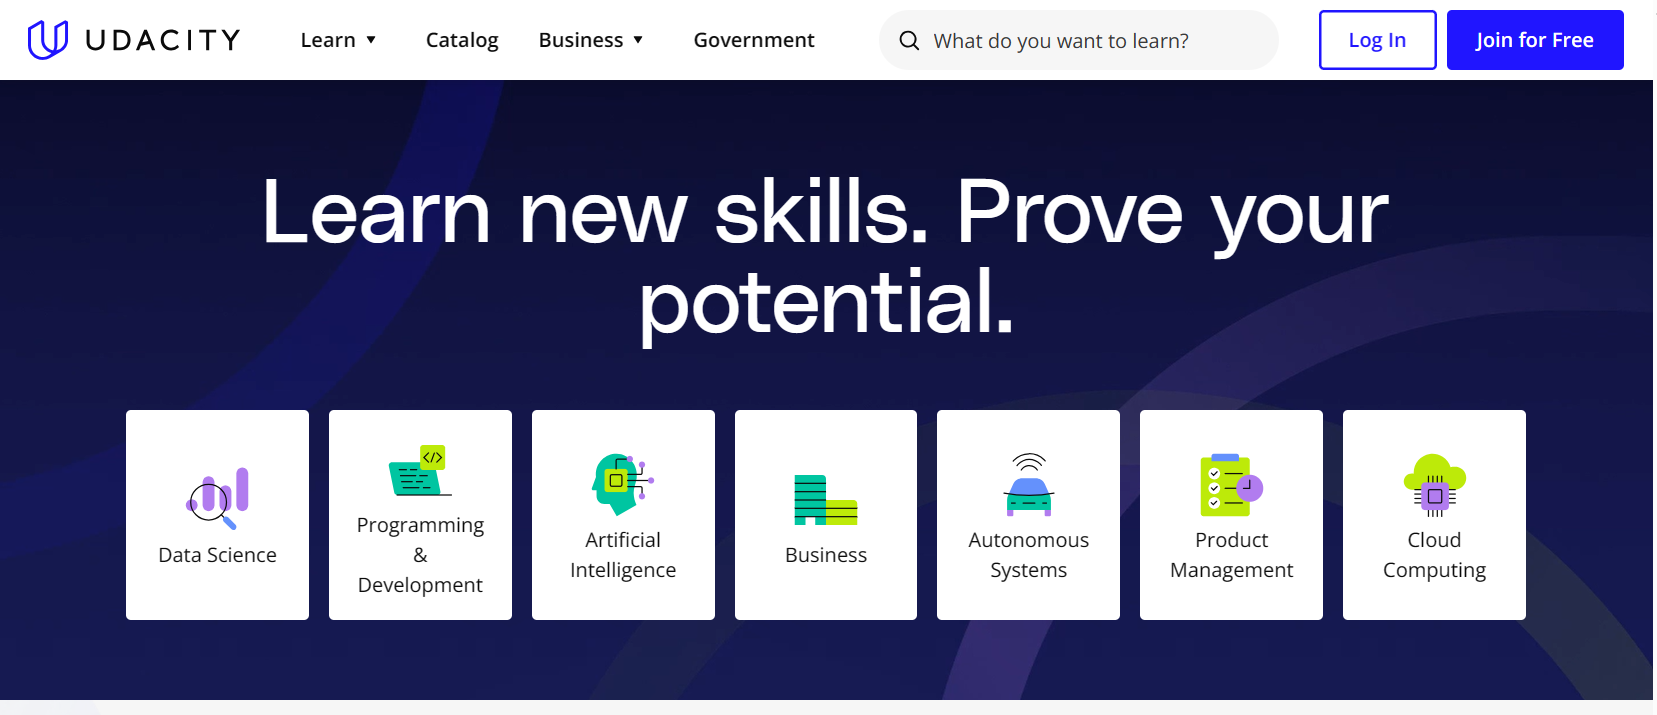 UDACITY
Learn
Catalog
Business
Government
What do you want to learn?
Log In
Join for Free
Learn new skills. Prove your
potential.
Data Science
Programming
&
Development
</>
Artificial
Intelligence
Business
Autonomous
Systems
Product
Management
Cloud
Computing